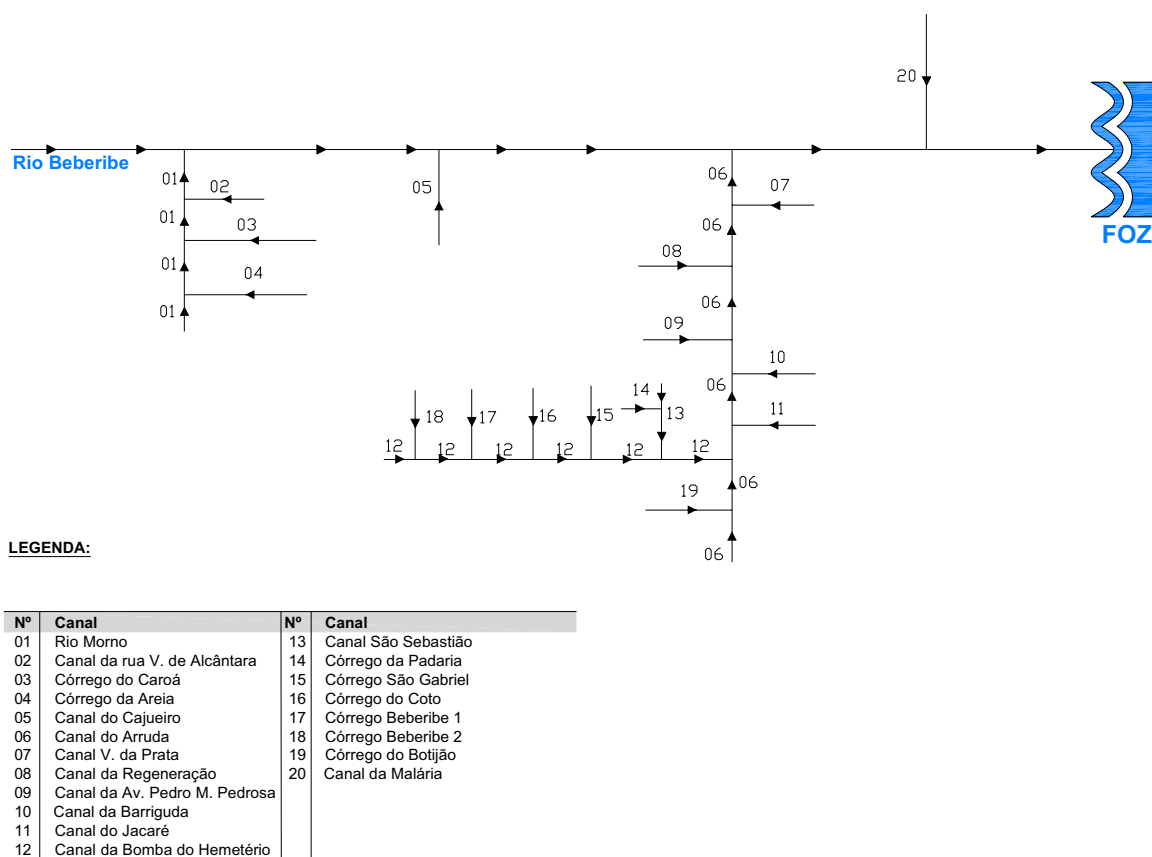 20
Rio Beberibe
01
02
05
06
07
01
03
06
FOZ
01
04
08
01
06
09
10
06
14
11
18
17
16
15
13
12
12
12
12
12
12
19
06
06
LEGENDA:
Nº Canal Nº Canal
01 Rio Morno 13 Canal São Sebastião
02 Canal da rua V. de Alcântara 14 Córrego da Padaria
03 Córrego do Caroá 15 Córrego São Gabriel
04 Córrego da Areia 16 Córrego do Coto
05 Canal do Cajueiro 17 Córrego Beberibe 1
06 Canal do Arruda 18 Córrego Beberibe 2
07 Canal V. da Prata 19 Córrego do Botijão
08 Canal da Regeneração 20 Canal da Malária
09 Canal da Av. Pedro M. Pedrosa
10 Canal da Barriguda
11 Canal do Jacaré
12 Canal da Bomba do Hemetério